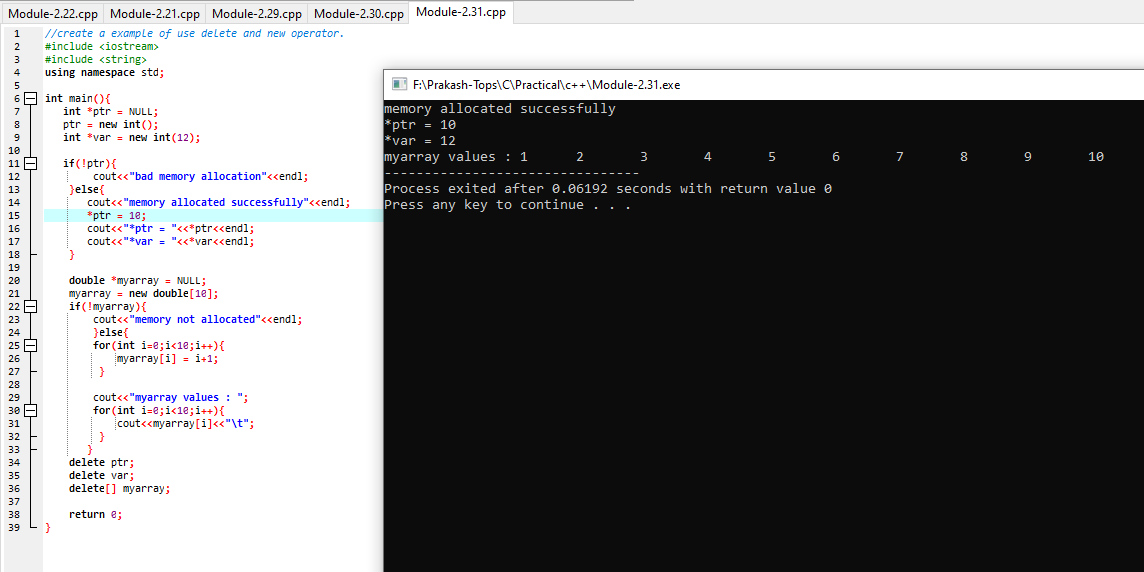 Module-2.22.cpp Module-2.21.cpp Module-2.29.cpp Module-2.30.cpp Module-2.31.cpp
1 //create a example of use delete and new operator.
2 #include <iostream>
3 #include <string>
4 using namespace std;
5
6 int main(){
7 int *ptr = NULL;
8 ptr = new int();
9 int *var = new int(12);
10
11 if(!ptr){
12 cout<<"bad memory allocation"<<endl;
13 }else{
14 cout<<"memory allocated successfully"<<endl;
15 *ptr = 10;
16 cout<<"*ptr = "<<*ptr<<endl;
17 cout<<"*var = "<<*var<<endl;
18 }
19
20 double *myarray = NULL;
21 myarray = new double[10];
22 if(!myarray){
23 cout<<"memory not allocated"<<endl;
24 }else{
25 for(int i=0;i<10;i++){
26 myarray[i] = i+1;
27 }
28
29 cout<<"myarray values : ";
30 for(int i=0;i<10;i++){
31 cout<<myarray[i]<<"\t";
32 }
33 }
34 delete ptr;
35 delete var;
36 delete[] myarray;
37
38 return 0;
39 }
F:\Prakash-Tops\C\Practical\c++\Module-2.31.exe
memory allocated successfully
*ptr = 10
*var = 12
myarray values : 1 2 3 4 5 6 7 8 9 10
--------------------------------
Process exited after 0.06192 seconds with return value 0
Press any key to continue . . .